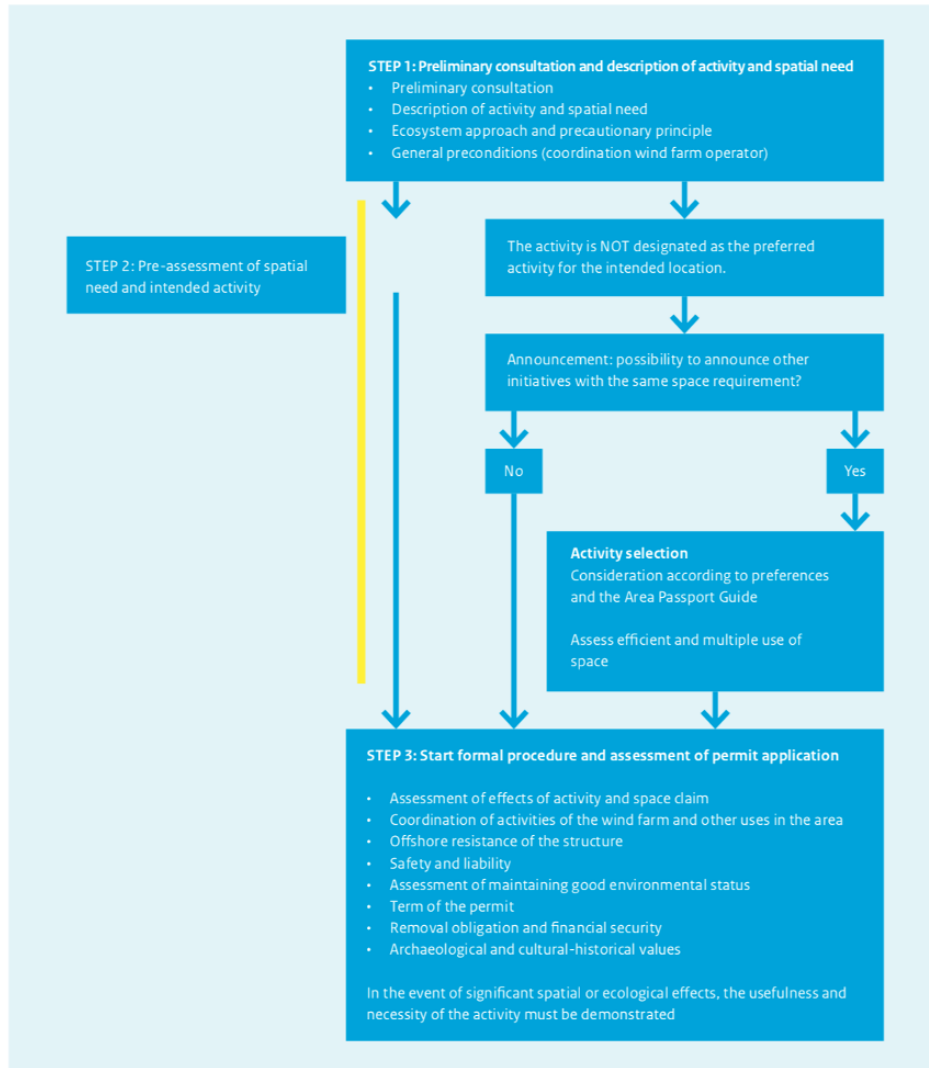 STEP 1: Preliminary consultation and description of activity and spatial need
• Preliminary consultation
• Description of activity and spatial need
• Ecosystem approach and precautionary principle
• General preconditions (coordination wind farm operator)
STEP 2: Pre-assessment of spatial
need and intended activity
The activity is NOT designated as the preferred
activity for the intended location.
Announcement: possibility to announce other
initiatives with the same space requirement?
No
Yes
Activity selection
Consideration according to preferences
and the Area Passport Guide
Assess efficient and multiple use of
space
STEP 3: Start formal procedure and assessment of permit application
• Assessment of effects of activity and space claim
• Coordination of activities of the wind farm and other uses in the area
• Offshore resistance of the structure
• Safety and liability
• Assessment of maintaining good environmental status
• Term of the permit
• Removal obligation and financial security
• Archaeological and cultural-historical values
In the event of significant spatial or ecological effects, the usefulness and
necessity of the activity must be demonstrated